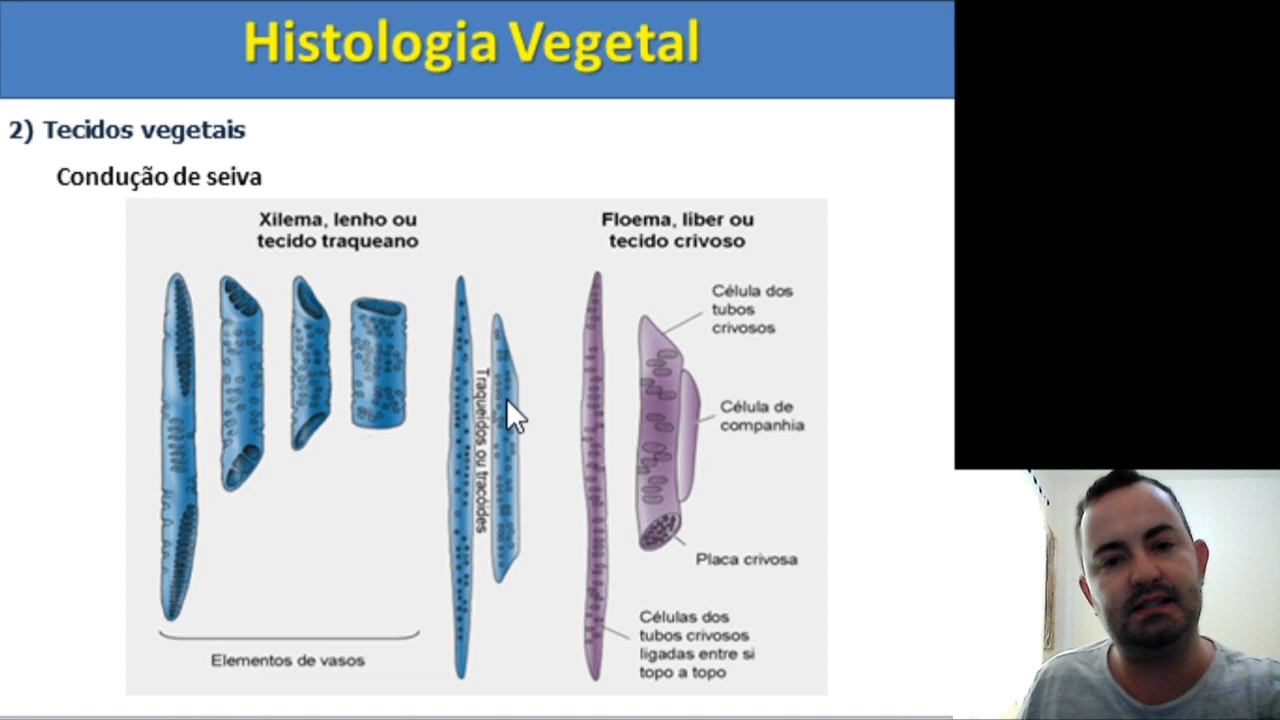 Histologia Vegetal
2) Tecidos vegetais
Condução de seiva
Xilema, lenho ou
tecido traqueano
Floema, líber ou
tecido crivoso
Célula dos
tubos
crivosos
Traqueídos ou tracóides
Célula de
companhia
Placa crivosa
Células dos
tubos crivosos
ligadas entre si
topo a topo
Elementos de vasos